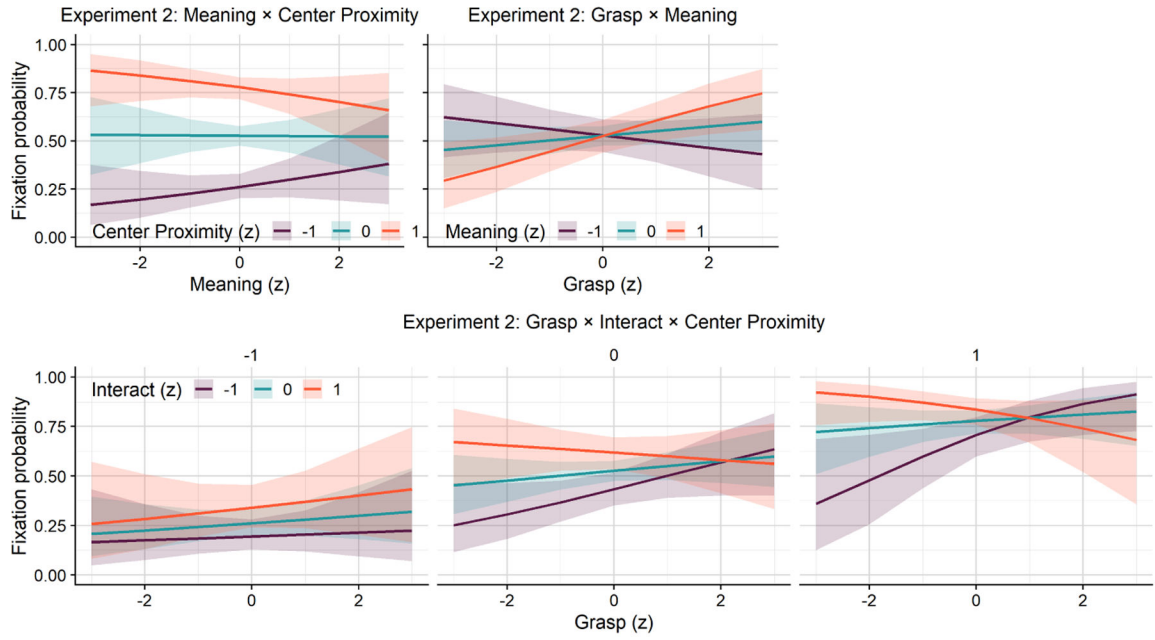 Experiment 2: Meaning × Center Proximity
Experiment 2: Grasp × Meaning
Fixation probability
1.00
0.75
0.50
0.25
0.00
Center Proximity (z) -1 0 1
Meaning (z) -1 0 1
-2 0 2
-2 0 2
Meaning (z)
Grasp (z)
Experiment 2: Grasp × Interact × Center Proximity
-1 0 1
Fixation probability
1.00
0.75
0.50
0.25
0.00
Interact (z) -1 0 1
-2 0 2
-2 0 2
-2 0 2
Grasp (z)